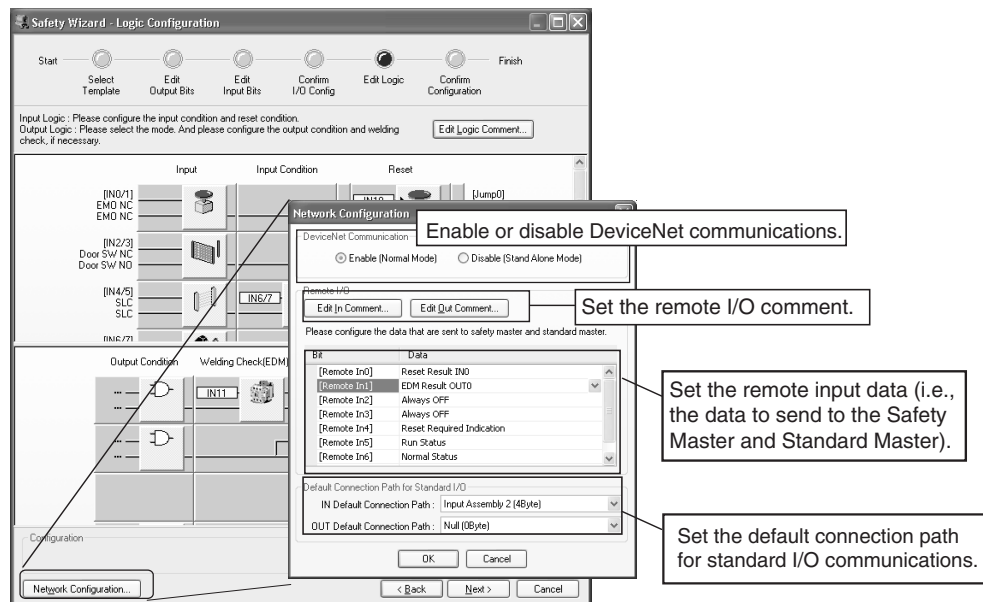 Safety Wizard - Logic Configuration
Start
Select Template
Edit Output Bits
Edit Input Bits
Confirm I/O Config
Edit Logic
Confirm Configuration
Finish
Input Logic : Please configure the input condition and reset condition.
Output Logic : Please select the mode. And please configure the output condition and welding
check, if necessary.
Edit Logic Comment...
Input
Input Condition
Reset
[IN0/1]
EMO NC
EMO NC
[Jump0]
[IN2/3]
Door SW NC
Door SW NO
[IN4/5]
SLC
SLC
IN6/7
[IN6/7]
Output Condition
Welding Check(EDM)
...
...
IN11
...
...
Configuration
Network Configuration...
< Back
Next >
Cancel
Network Configuration
DeviceNet Communication
Enable (Normal Mode)
Disable (Stand Alone Mode)
Remote I/O
Edit In Comment...
Edit Out Comment...
Please configure the data that are sent to safety master and standard master.
Bit Data
[Remote In0] Reset Result IN0
[Remote In1] EDM Result OUT0
[Remote In2] Always OFF
[Remote In3] Always OFF
[Remote In4] Reset Required Indication
[Remote In5] Run Status
[Remote In6] Normal Status
Default Connection Path for Standard I/O
IN Default Connection Path : Input Assembly 2 (4Byte)
OUT Default Connection Path : Null (0Byte)
OK
Cancel
Enable or disable DeviceNet communications.
Set the remote I/O comment.
Set the remote input data (i.e.,
the data to send to the Safety
Master and Standard Master).
Set the default connection path
for standard I/O communications.